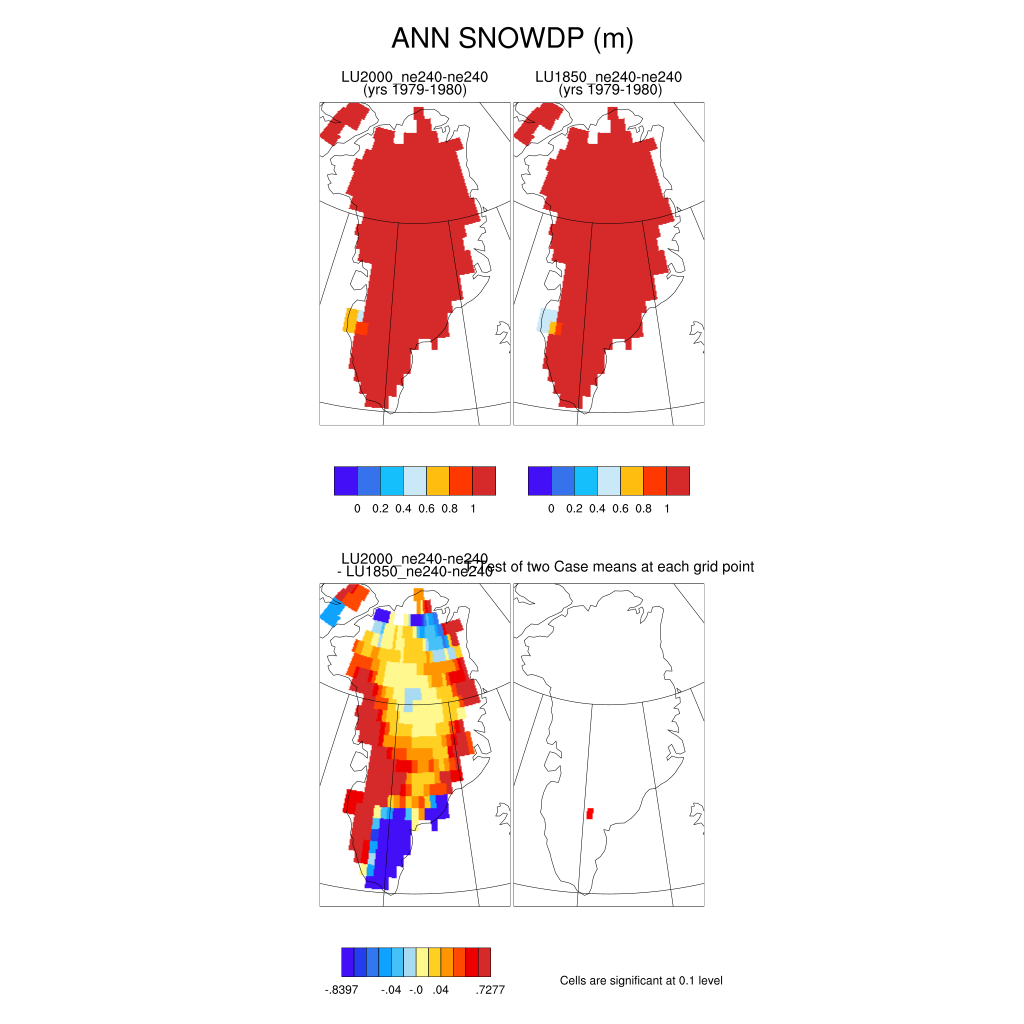 ANN SNOWDP (m)
LU2000_ne240-ne240
(yrs 1979-1980)
LU1850_ne240-ne240
(yrs 1979-1980)
0 0.2 0.4 0.6 0.8 1
0 0.2 0.4 0.6 0.8 1
LU2000_ne240-ne240
- LU1850_ne240-ne240
T-Test of two Case means at each grid point
-.8397 -.04 -.0 .04 .7277
Cells are significant at 0.1 level